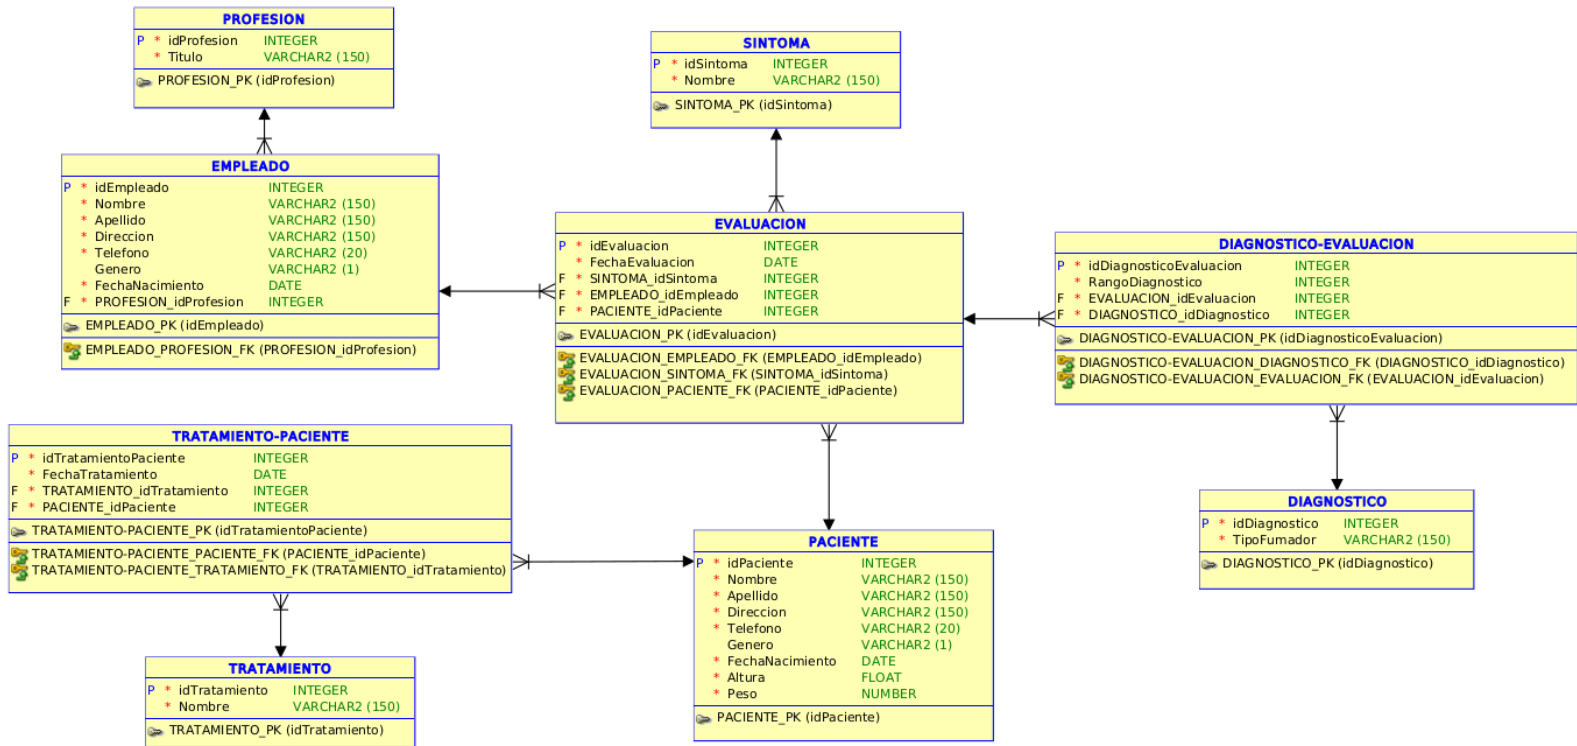 PROFESION
P * idProfesion INTEGER
* Titulo VARCHAR2 (150)
PROFESION_PK (idProfesion)
SINTOMA
P * idSintoma INTEGER
* Nombre VARCHAR2 (150)
SINTOMA_PK (idSintoma)
EMPLEADO
P * idEmpleado INTEGER
* Nombre VARCHAR2 (150)
* Apellido VARCHAR2 (150)
* Direccion VARCHAR2 (150)
* Telefono VARCHAR2 (20)
Genero VARCHAR2 (1)
* FechaNacimiento DATE
F * PROFESION_idProfesion INTEGER
EMPLEADO_PK (idEmpleado)
EMPLEADO_PROFESION_FK (PROFESION_idProfesion)
EVALUACION
P * idEvaluacion INTEGER
* FechaEvaluacion DATE
F * SINTOMA_idSintoma INTEGER
F * EMPLEADO_idEmpleado INTEGER
F * PACIENTE_idPaciente INTEGER
EVALUACION_PK (idEvaluacion)
EVALUACION_EMPLEADO_FK (EMPLEADO_idEmpleado)
EVALUACION_SINTOMA_FK (SINTOMA_idSintoma)
EVALUACION_PACIENTE_FK (PACIENTE_idPaciente)
DIAGNOSTICO-EVALUACION
P * idDiagnosticoEvaluacion INTEGER
* RangoDiagnostico INTEGER
F * EVALUACION_idEvaluacion INTEGER
F * DIAGNOSTICO_idDiagnostico INTEGER
DIAGNOSTICO-EVALUACION_PK (idDiagnosticoEvaluacion)
DIAGNOSTICO-EVALUACION_DIAGNOSTICO_FK (DIAGNOSTICO_idDiagnostico)
DIAGNOSTICO-EVALUACION_EVALUACION_FK (EVALUACION_idEvaluacion)
TRATAMIENTO-PACIENTE
P * idTratamientoPaciente INTEGER
* FechaTratamiento DATE
F * TRATAMIENTO_idTratamiento INTEGER
F * PACIENTE_idPaciente INTEGER
TRATAMIENTO-PACIENTE_PK (idTratamientoPaciente)
TRATAMIENTO-PACIENTE_PACIENTE_FK (PACIENTE_idPaciente)
TRATAMIENTO-PACIENTE_TRATAMIENTO_FK (TRATAMIENTO_idTratamiento)
DIAGNOSTICO
P * idDiagnostico INTEGER
* TipoFumador VARCHAR2 (150)
DIAGNOSTICO_PK (idDiagnostico)
PACIENTE
P * idPaciente INTEGER
* Nombre VARCHAR2 (150)
* Apellido VARCHAR2 (150)
* Direccion VARCHAR2 (150)
* Telefono VARCHAR2 (20)
Genero VARCHAR2 (1)
* FechaNacimiento DATE
* Altura FLOAT
* Peso NUMBER
PACIENTE_PK (idPaciente)
TRATAMIENTO
P * idTratamiento INTEGER
* Nombre VARCHAR2 (150)
TRATAMIENTO_PK (idTratamiento)